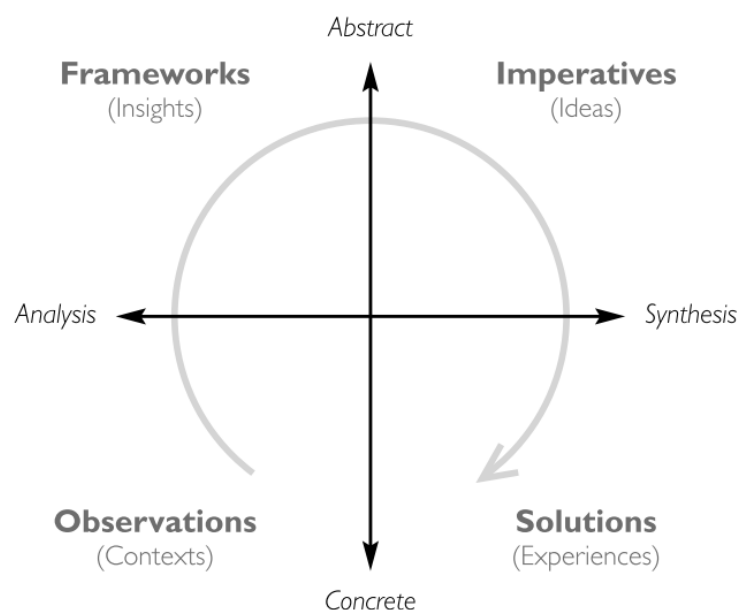 Abstract
Frameworks
(Insights)
Imperatives
(Ideas)
Analysis
Synthesis
Observations
(Contexts)
Solutions
(Experiences)
Concrete